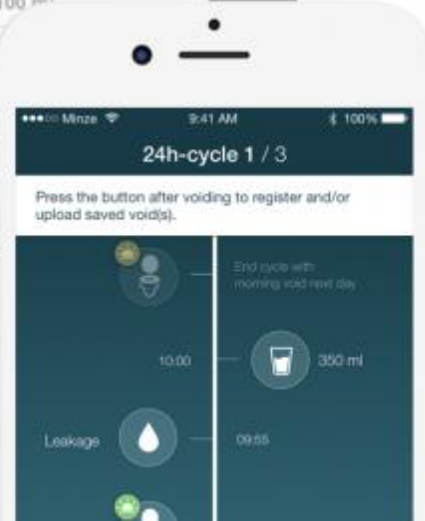 Minze
9:41 AM
100%
24h-cycle 1 / 3
Press the button after voiding to register and/or
upload saved void(s).
End cycle with
morning void next day
10:00
350 ml
Leakage
09:55